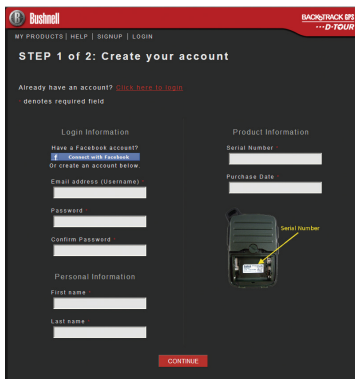 Bushnell
BACKTRACK GPS
D-TOUR
MY PRODUCTS | HELP | SIGNUP | LOGIN
STEP 1 of 2: Create your account
Already have an account? Click here to login
* denotes required field
Login Information
Have a Facebook account?
f Connect with Facebook
Or create an account below.
Email address (Username) *
Password *
Confirm Password *
Personal Information
First name *
Last name *
Product Information
Serial Number *
Purchase Date *
Serial Number
CONTINUE